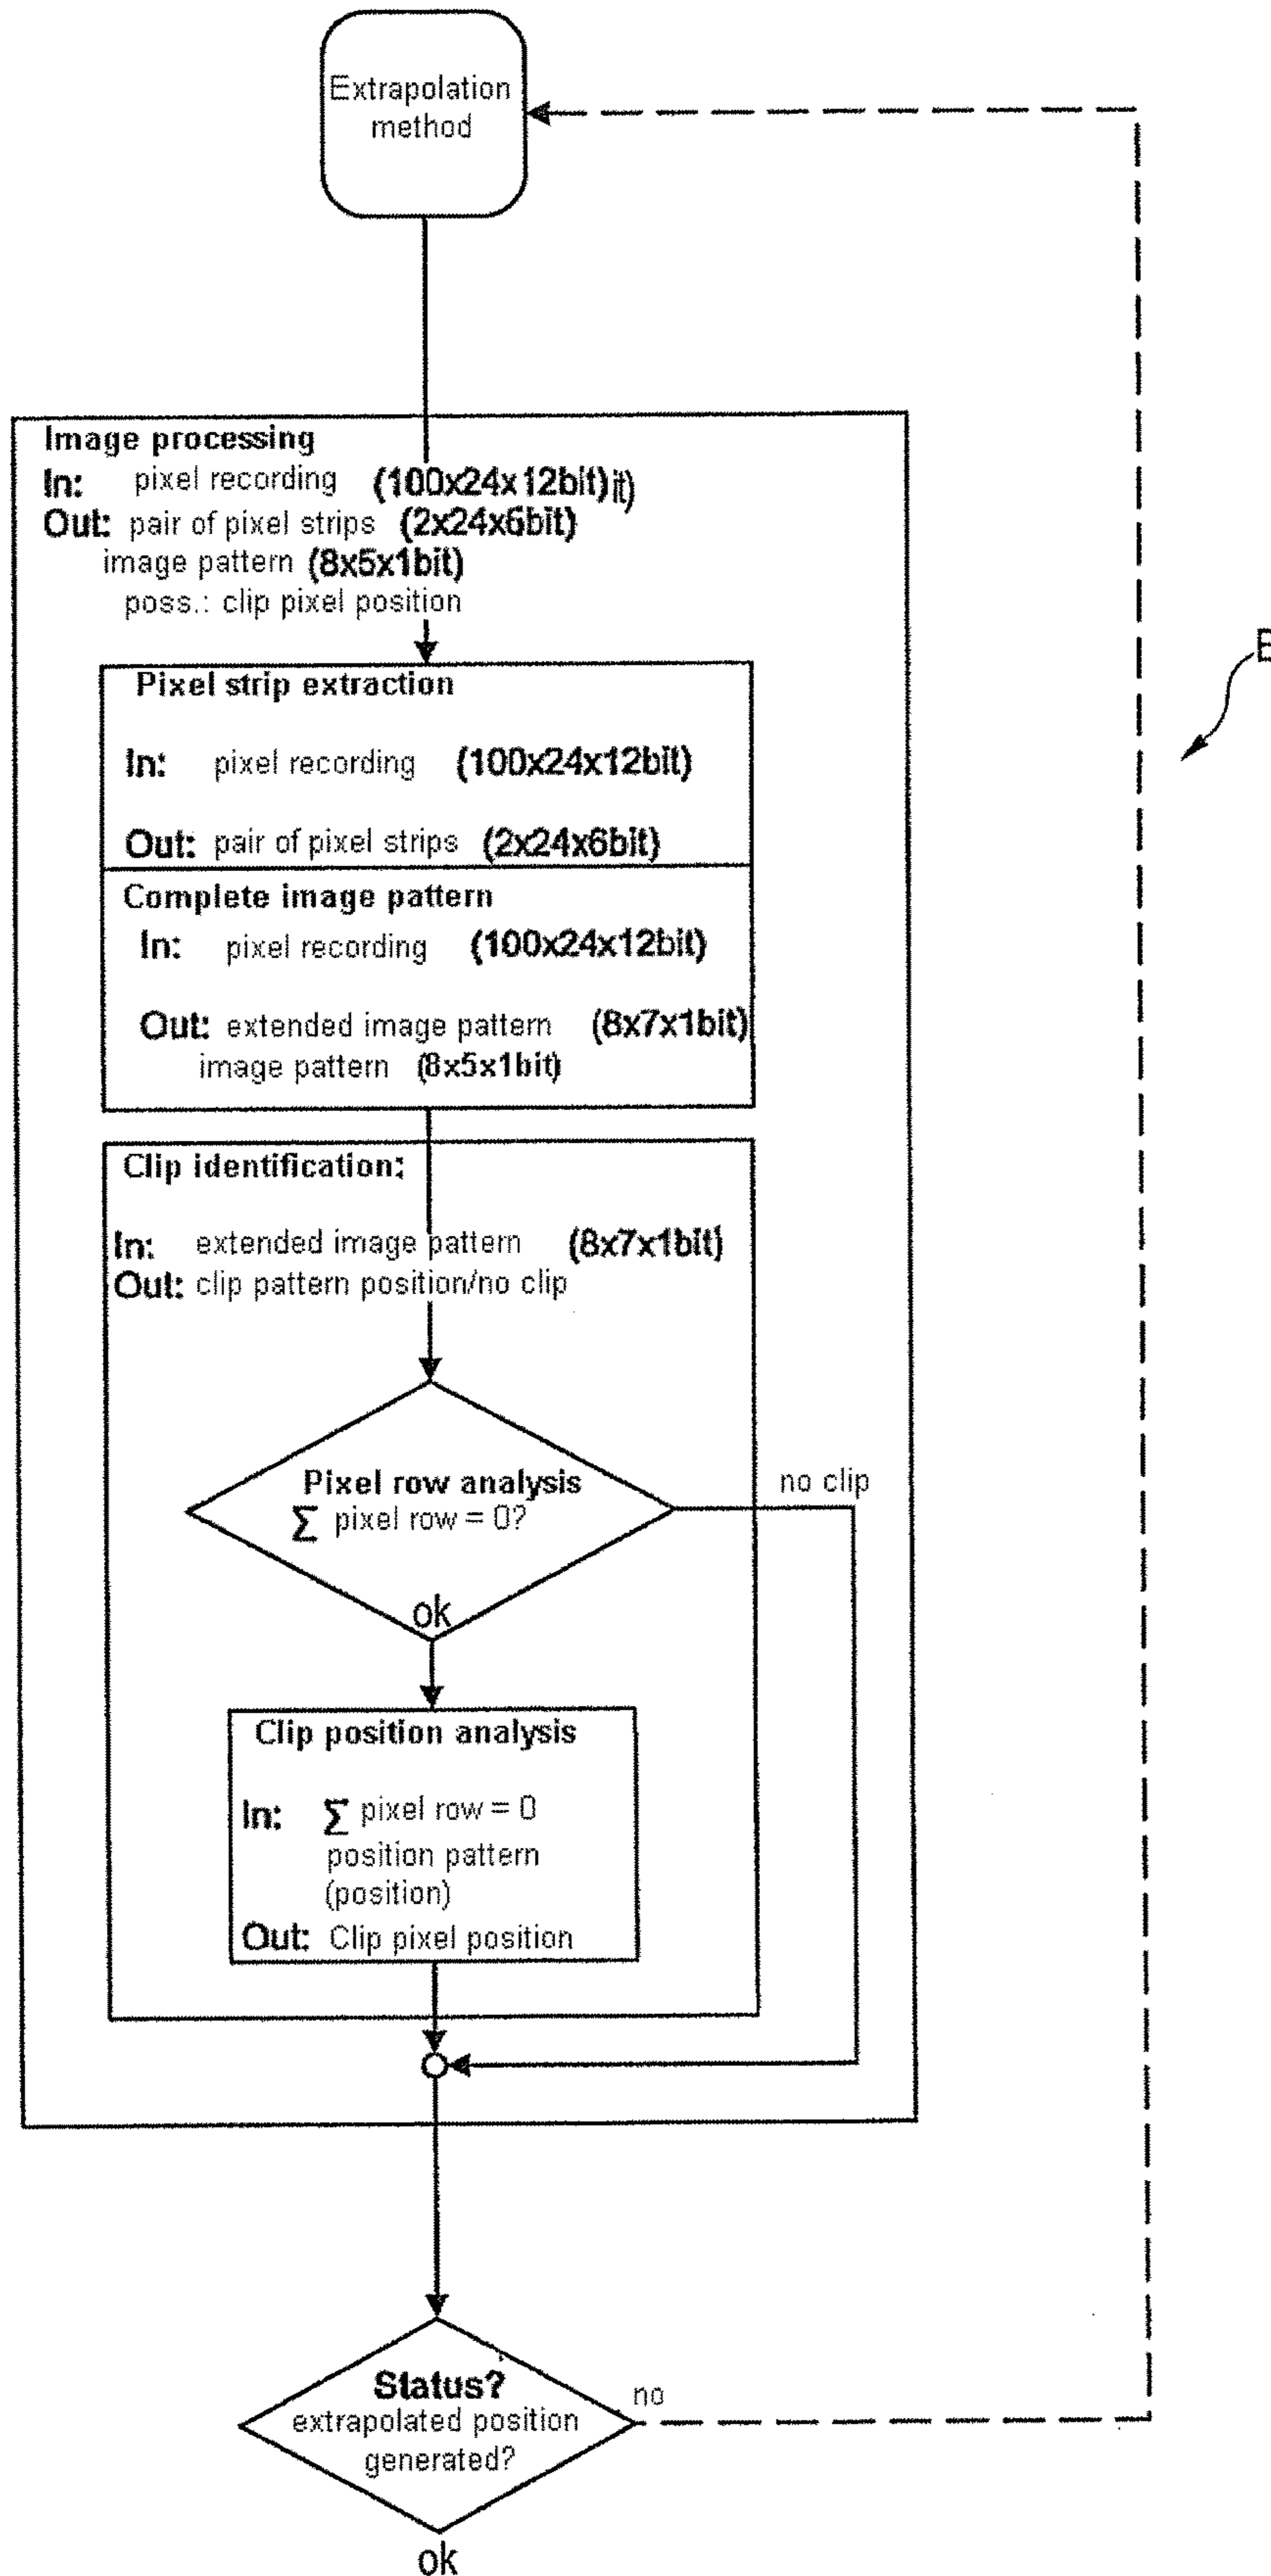 Extrapolation
method
Image processing
In: pixel recording (100x24x12bit)it)
Out: pair of pixel strips (2x24x6bit)
image pattern (8x5x1bit)
poss.: clip pixel position
E
Pixel strip extraction
In: pixel recording (100x24x12bit)
Out: pair of pixel strips (2x24x6bit)
Complete image pattern
In: pixel recording (100x24x12bit)
Out: extended image pattern (8x7x1bit)
image pattern (8x5x1bit)
Clip identification:
In: extended image pattern (8x7x1bit)
Out: clip pattern position/no clip
Pixel row analysis
Σ pixel row = 0?
no clip
ok
Clip position analysis
In: Σ pixel row = 0
position pattern
(position)
Out: Clip pixel position
Status?
extrapolated position
generated?
no
ok